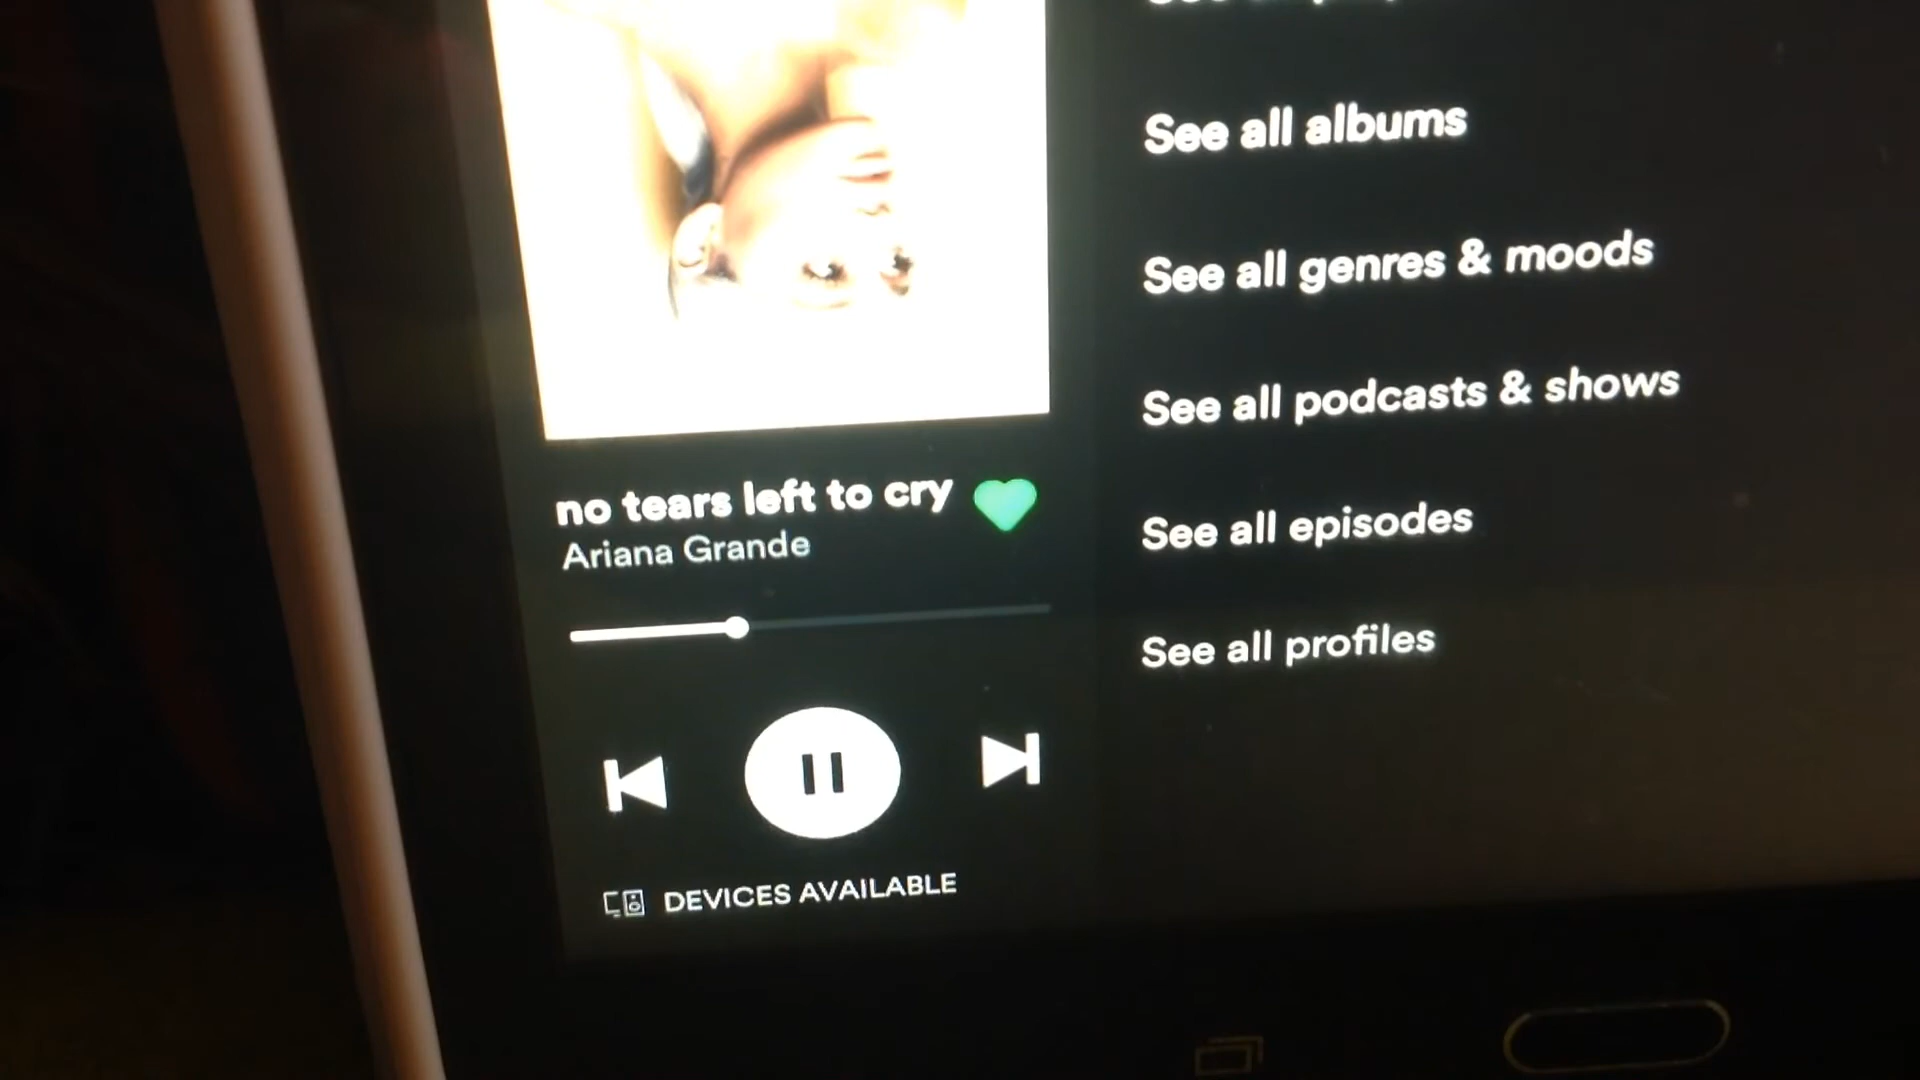 See all albums
See all genres & moods
See all podcasts & shows
See all episodes
See all profiles
no tears left to cry
Ariana Grande
DEVICES AVAILABLE